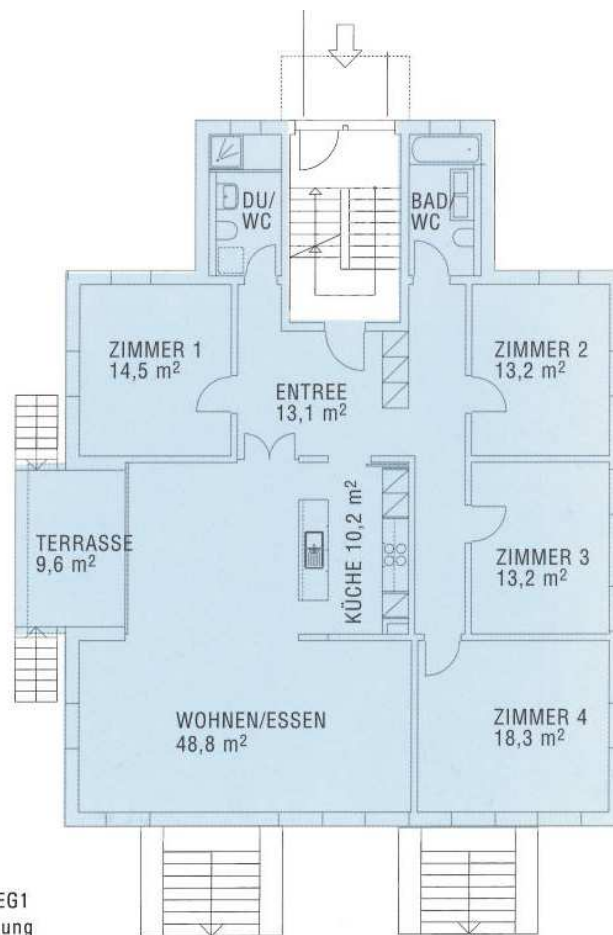 DU/
WC
BAD/
WC
ZIMMER 1
14,5 m²
ZIMMER 2
13,2 m²
ENTREE
13,1 m²
TERRASSE
9,6 m²
KÜCHE 10,2 m²
ZIMMER 3
13,2 m²
WOHNEN/ESSEN
48,8 m²
ZIMMER 4
18,3 m²
EG1
ung